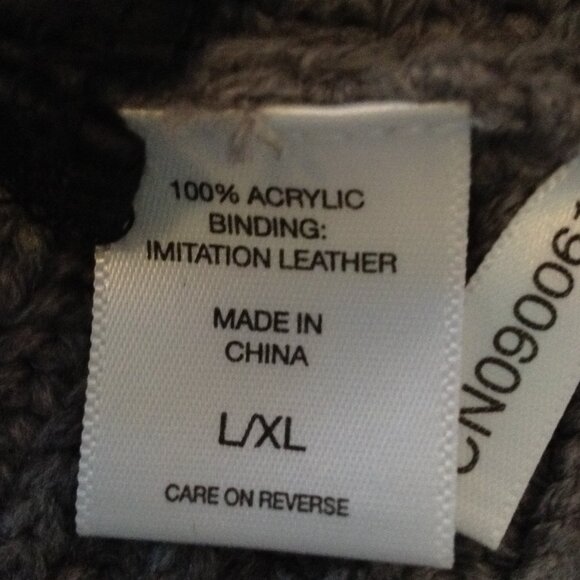 100% ACRYLIC
BINDING:
IMITATION LEATHER
MADE IN
CHINA
L/XL
CARE ON REVERSE